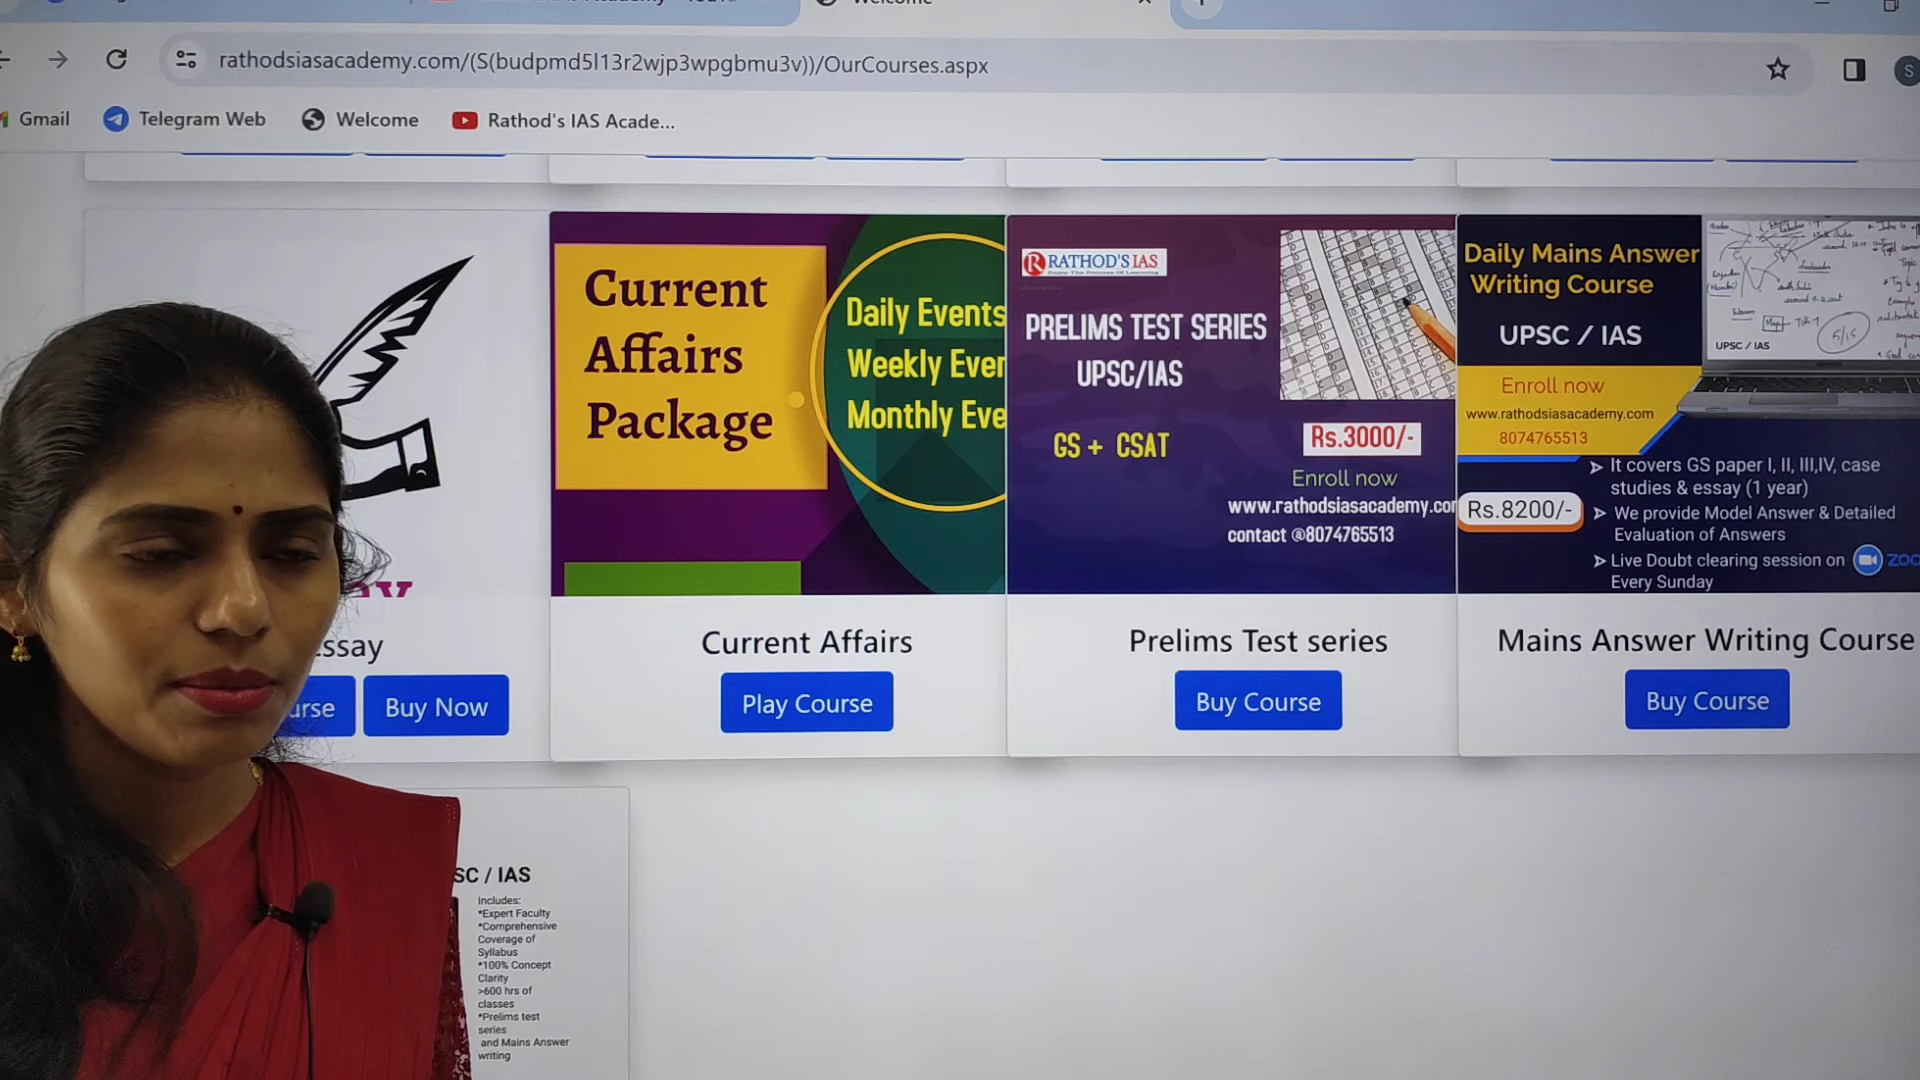 Welcome
rathodsiasacademy.com/(S(budpmd5l13r2wjp3wpgbmu3v))/OurCourses.aspx
S
Gmail
Telegram Web
Welcome
Rathod's IAS Acade...
Current
Affairs
Package
Daily Events
Weekly Even
Monthly Eve
RATHOD'S IAS
PRELIMS TEST SERIES
UPSC/IAS
GS + CSAT
Rs.3000/-
Enroll now
www.rathodsiasacademy.com
contact @8074765513
Daily Mains Answer
Writing Course
UPSC / IAS
Enroll now
www.rathodsiasacademy.com
8074765513
UPSC / IAS
5/15
Rs.8200/-
➤ It covers GS paper I, II, III,IV, case
studies & essay (1 year)
➤ We provide Model Answer & Detailed
Evaluation of Answers
➤ Live Doubt clearing session on
Every Sunday
ssay
urse
Buy Now
Current Affairs
Play Course
Prelims Test series
Buy Course
Mains Answer Writing Course
Buy Course
SC / IAS
Includes:
*Expert Faculty
*Comprehensive
Coverage of
Syllabus
*100% Concept
Clarity
>600 hrs of
classes
*Prelims test
series
and Mains Answer
writing